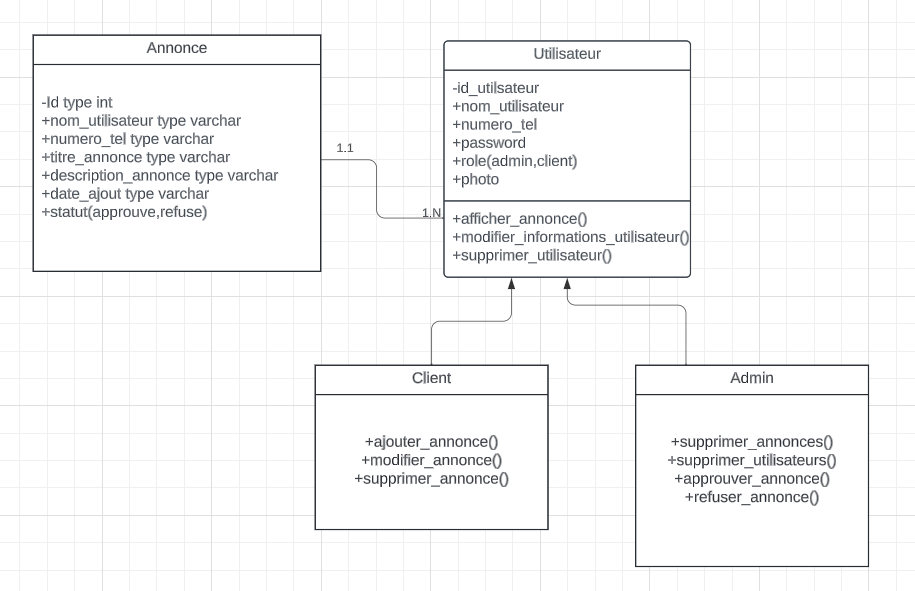 Annonce
-Id type int
+nom_utilisateur type varchar
+numero_tel type varchar
+titre_annonce type varchar
+description_annonce type varchar
+date_ajout type varchar
+statut(approuve,refuse)
1.1
1.N
Utilisateur
-id_utilsateur
+nom_utilisateur
+numero_tel
+password
+role(admin,client)
+photo
+afficher_annonce()
+modifier_informations_utilisateur()
+supprimer_utilisateur()
Client
+ajouter_annonce()
+modifier_annonce()
+supprimer_annonce()
Admin
+supprimer_annonces()
+supprimer_utilisateurs()
+approuver_annonce()
+refuser_annonce()